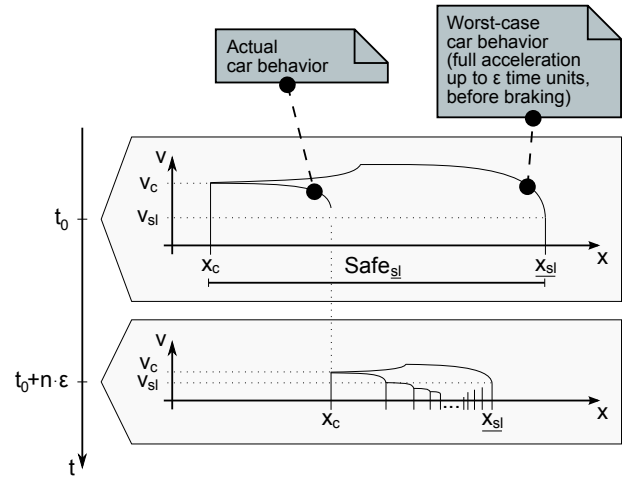 Actual
car behavior
Worst-case
car behavior
(full acceleration
up to ε time units,
before braking)
v
v_c
t_0
v_sl
x_c
Safe_sl
x_sl
x
v
v_c
t_0+n·ε
v_sl
x_c
...
x_sl
x
t